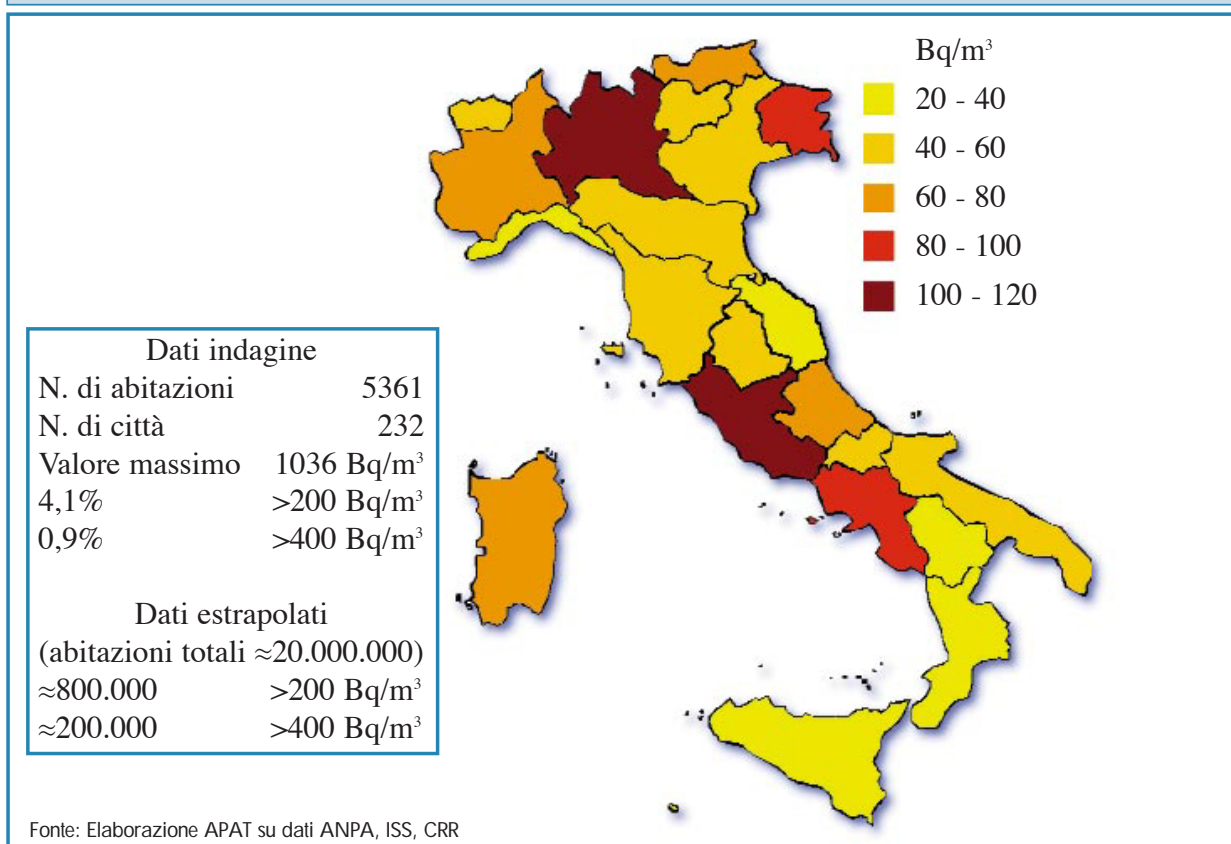 Bq/m³
20 - 40
40 - 60
60 - 80
80 - 100
100 - 120
Dati indagine
N. di abitazioni 5361
N. di città 232
Valore massimo 1036 Bq/m³
4,1% >200 Bq/m³
0,9% >400 Bq/m³
Dati estrapolati
(abitazioni totali ≈20.000.000)
≈800.000 >200 Bq/m³
≈200.000 >400 Bq/m³
Fonte: Elaborazione APAT su dati ANPA, ISS, CRR